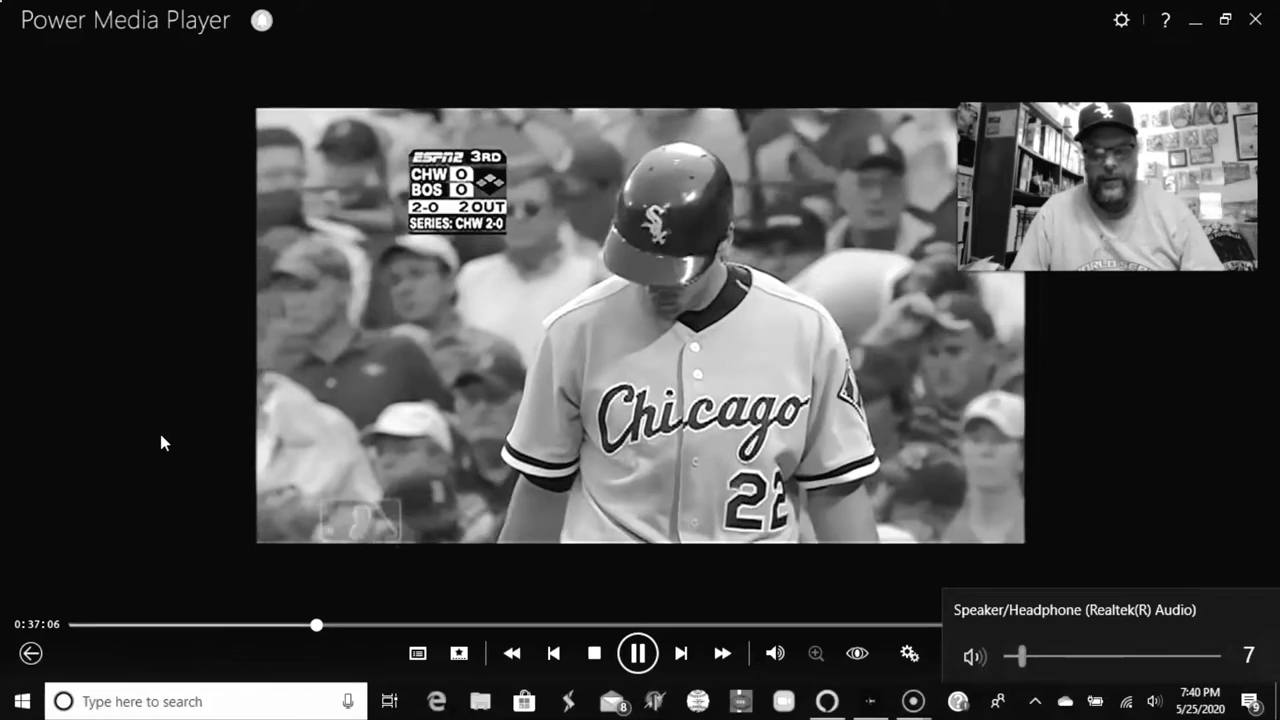 Power Media Player
?
ESPN2 3RD
CHW 0
BOS 0
2-0 2 OUT
SERIES: CHW 2-0
Chicago
22
WORLD SE
0:37:06
Speaker/Headphone (Realtek(R) Audio)
7
Type here to search
8
7:40 PM
5/25/2020
9